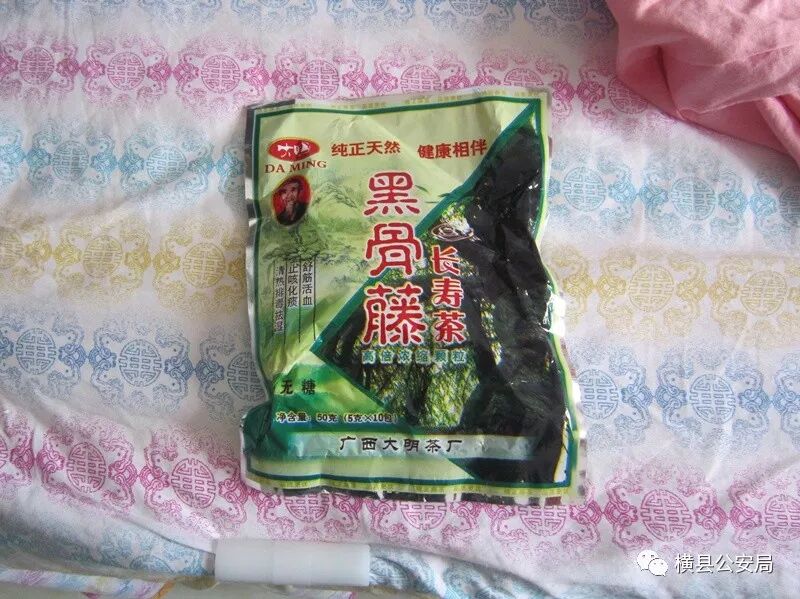 大明
DA MING
纯正天然 健康相伴
黑骨藤
长寿茶
高倍浓缩颗粒
舒筋活血
止咳化痰
清热排毒祛湿
无糖
净含量: 50克 (5克×10包)
广西大明茶厂
横县公安局